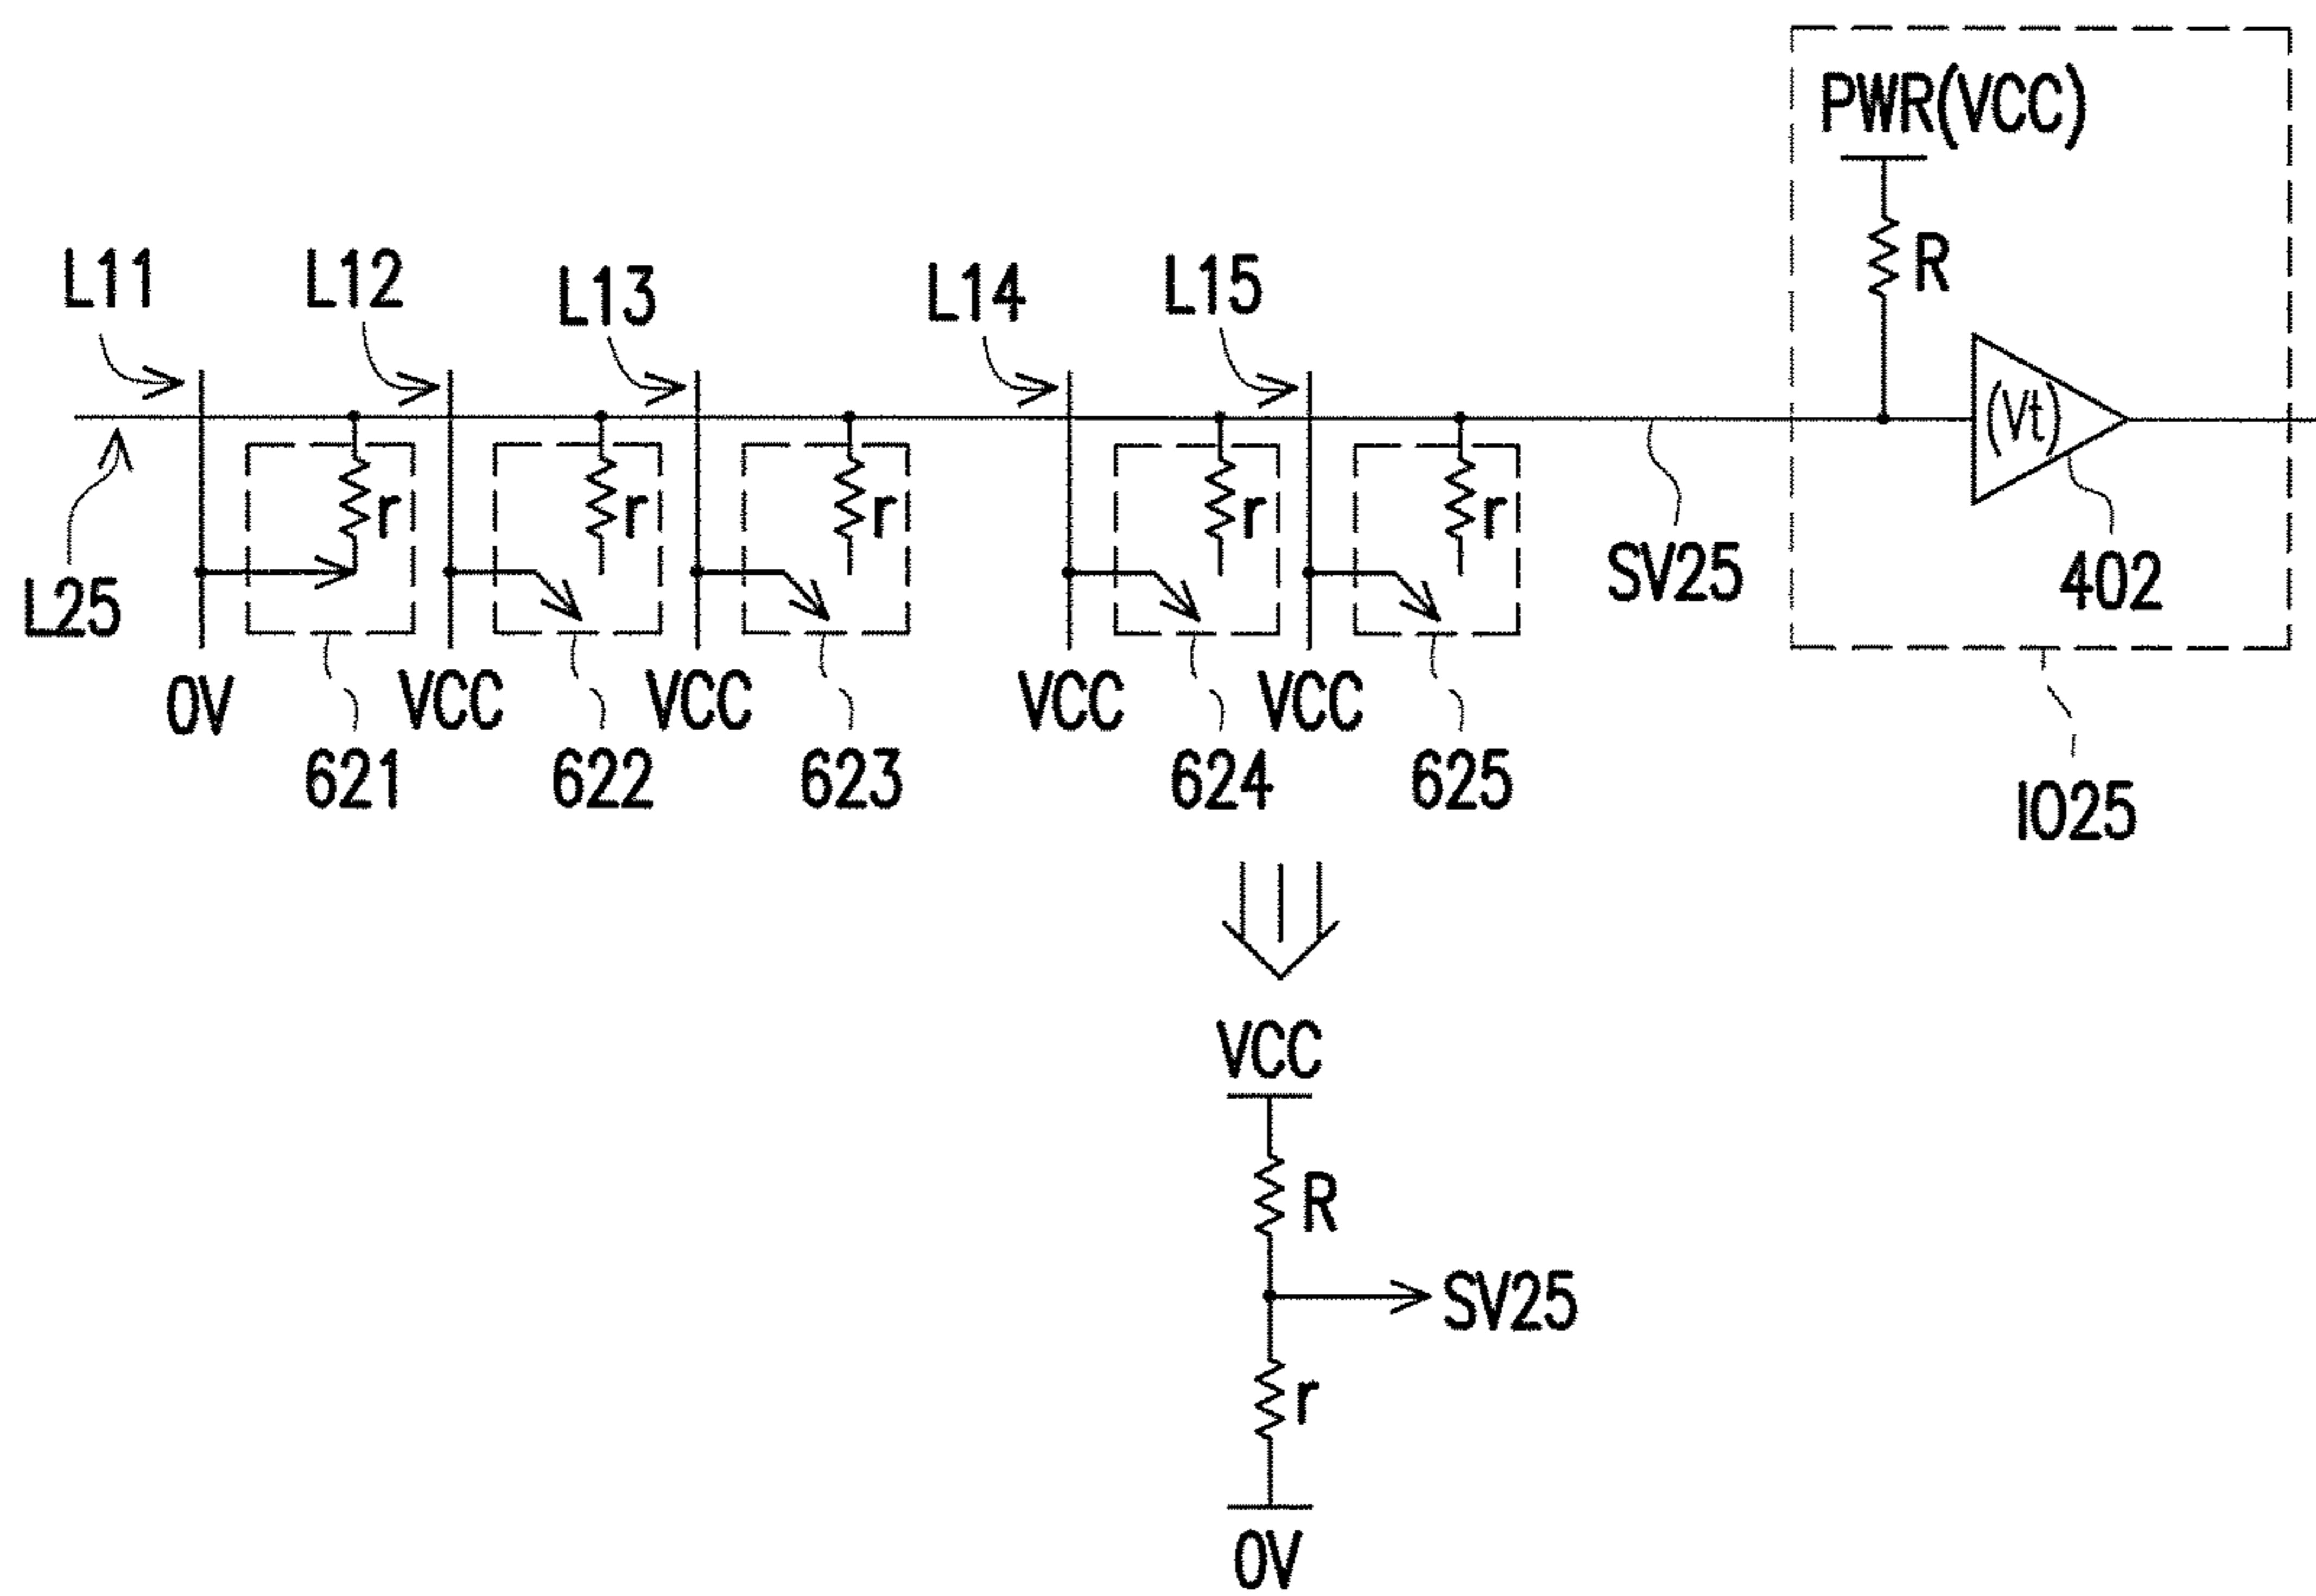 PWR(VCC)
R
L11
L12
L13
L14
L15
(Vt)
r
r
r
r
r
L25
SV25
402
0V
VCC
VCC
VCC
VCC
621
622
623
624
625
IO25
VCC
R
SV25
r
0V